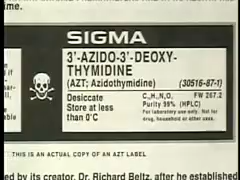 ime.
SIGMA
3'-AZIDO-3'-DEOXY-
THYMIDINE
(AZT; Azidothymidine) (30516-87-1)
Desiccate
Store at less
than 0°C
FW 267.2
Purity 99% (HPLC)
For laboratory use only. Not for
drug, household or other uses.
THIS IS AN ACTUAL COPY OF AN AZT LABEL
ed by its creator, Dr. Richard Beltz, after he established